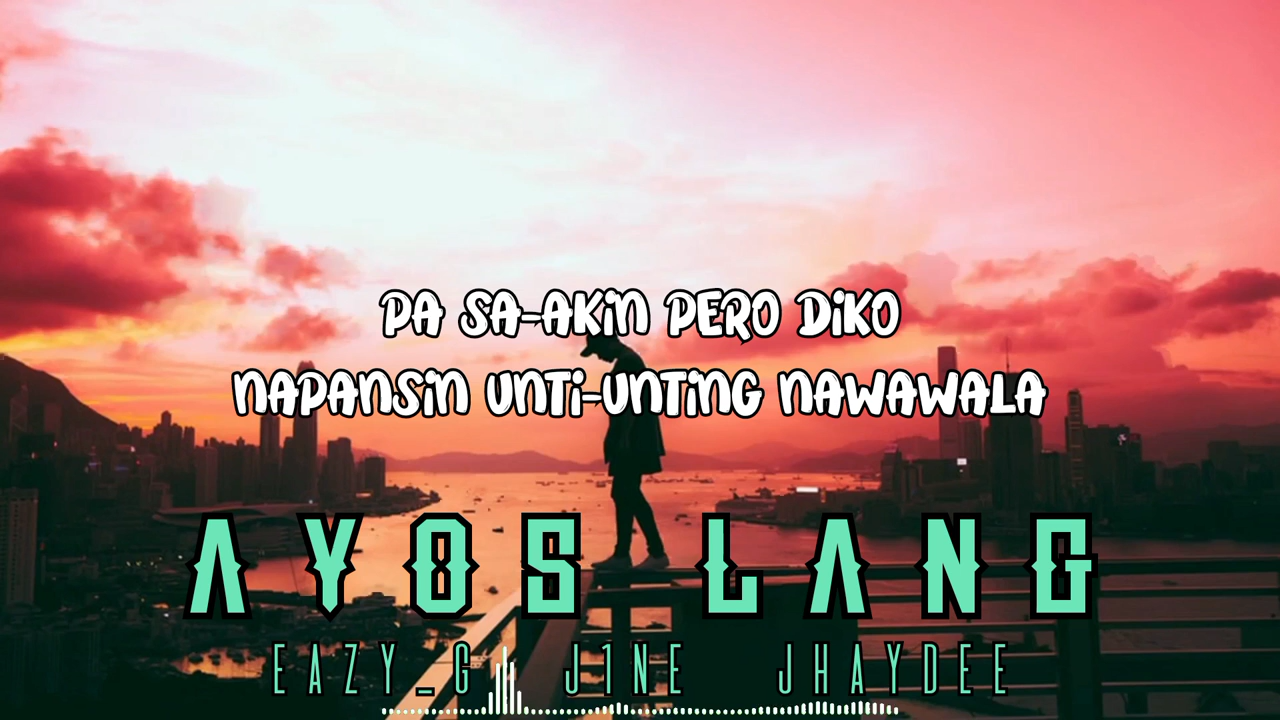 PA SA-AKIN PERO DIKO
NAPANSIN UNTI-UNTING NAWAWALA
AYOS LANG
EAZY_G J1NE JHAYDEE